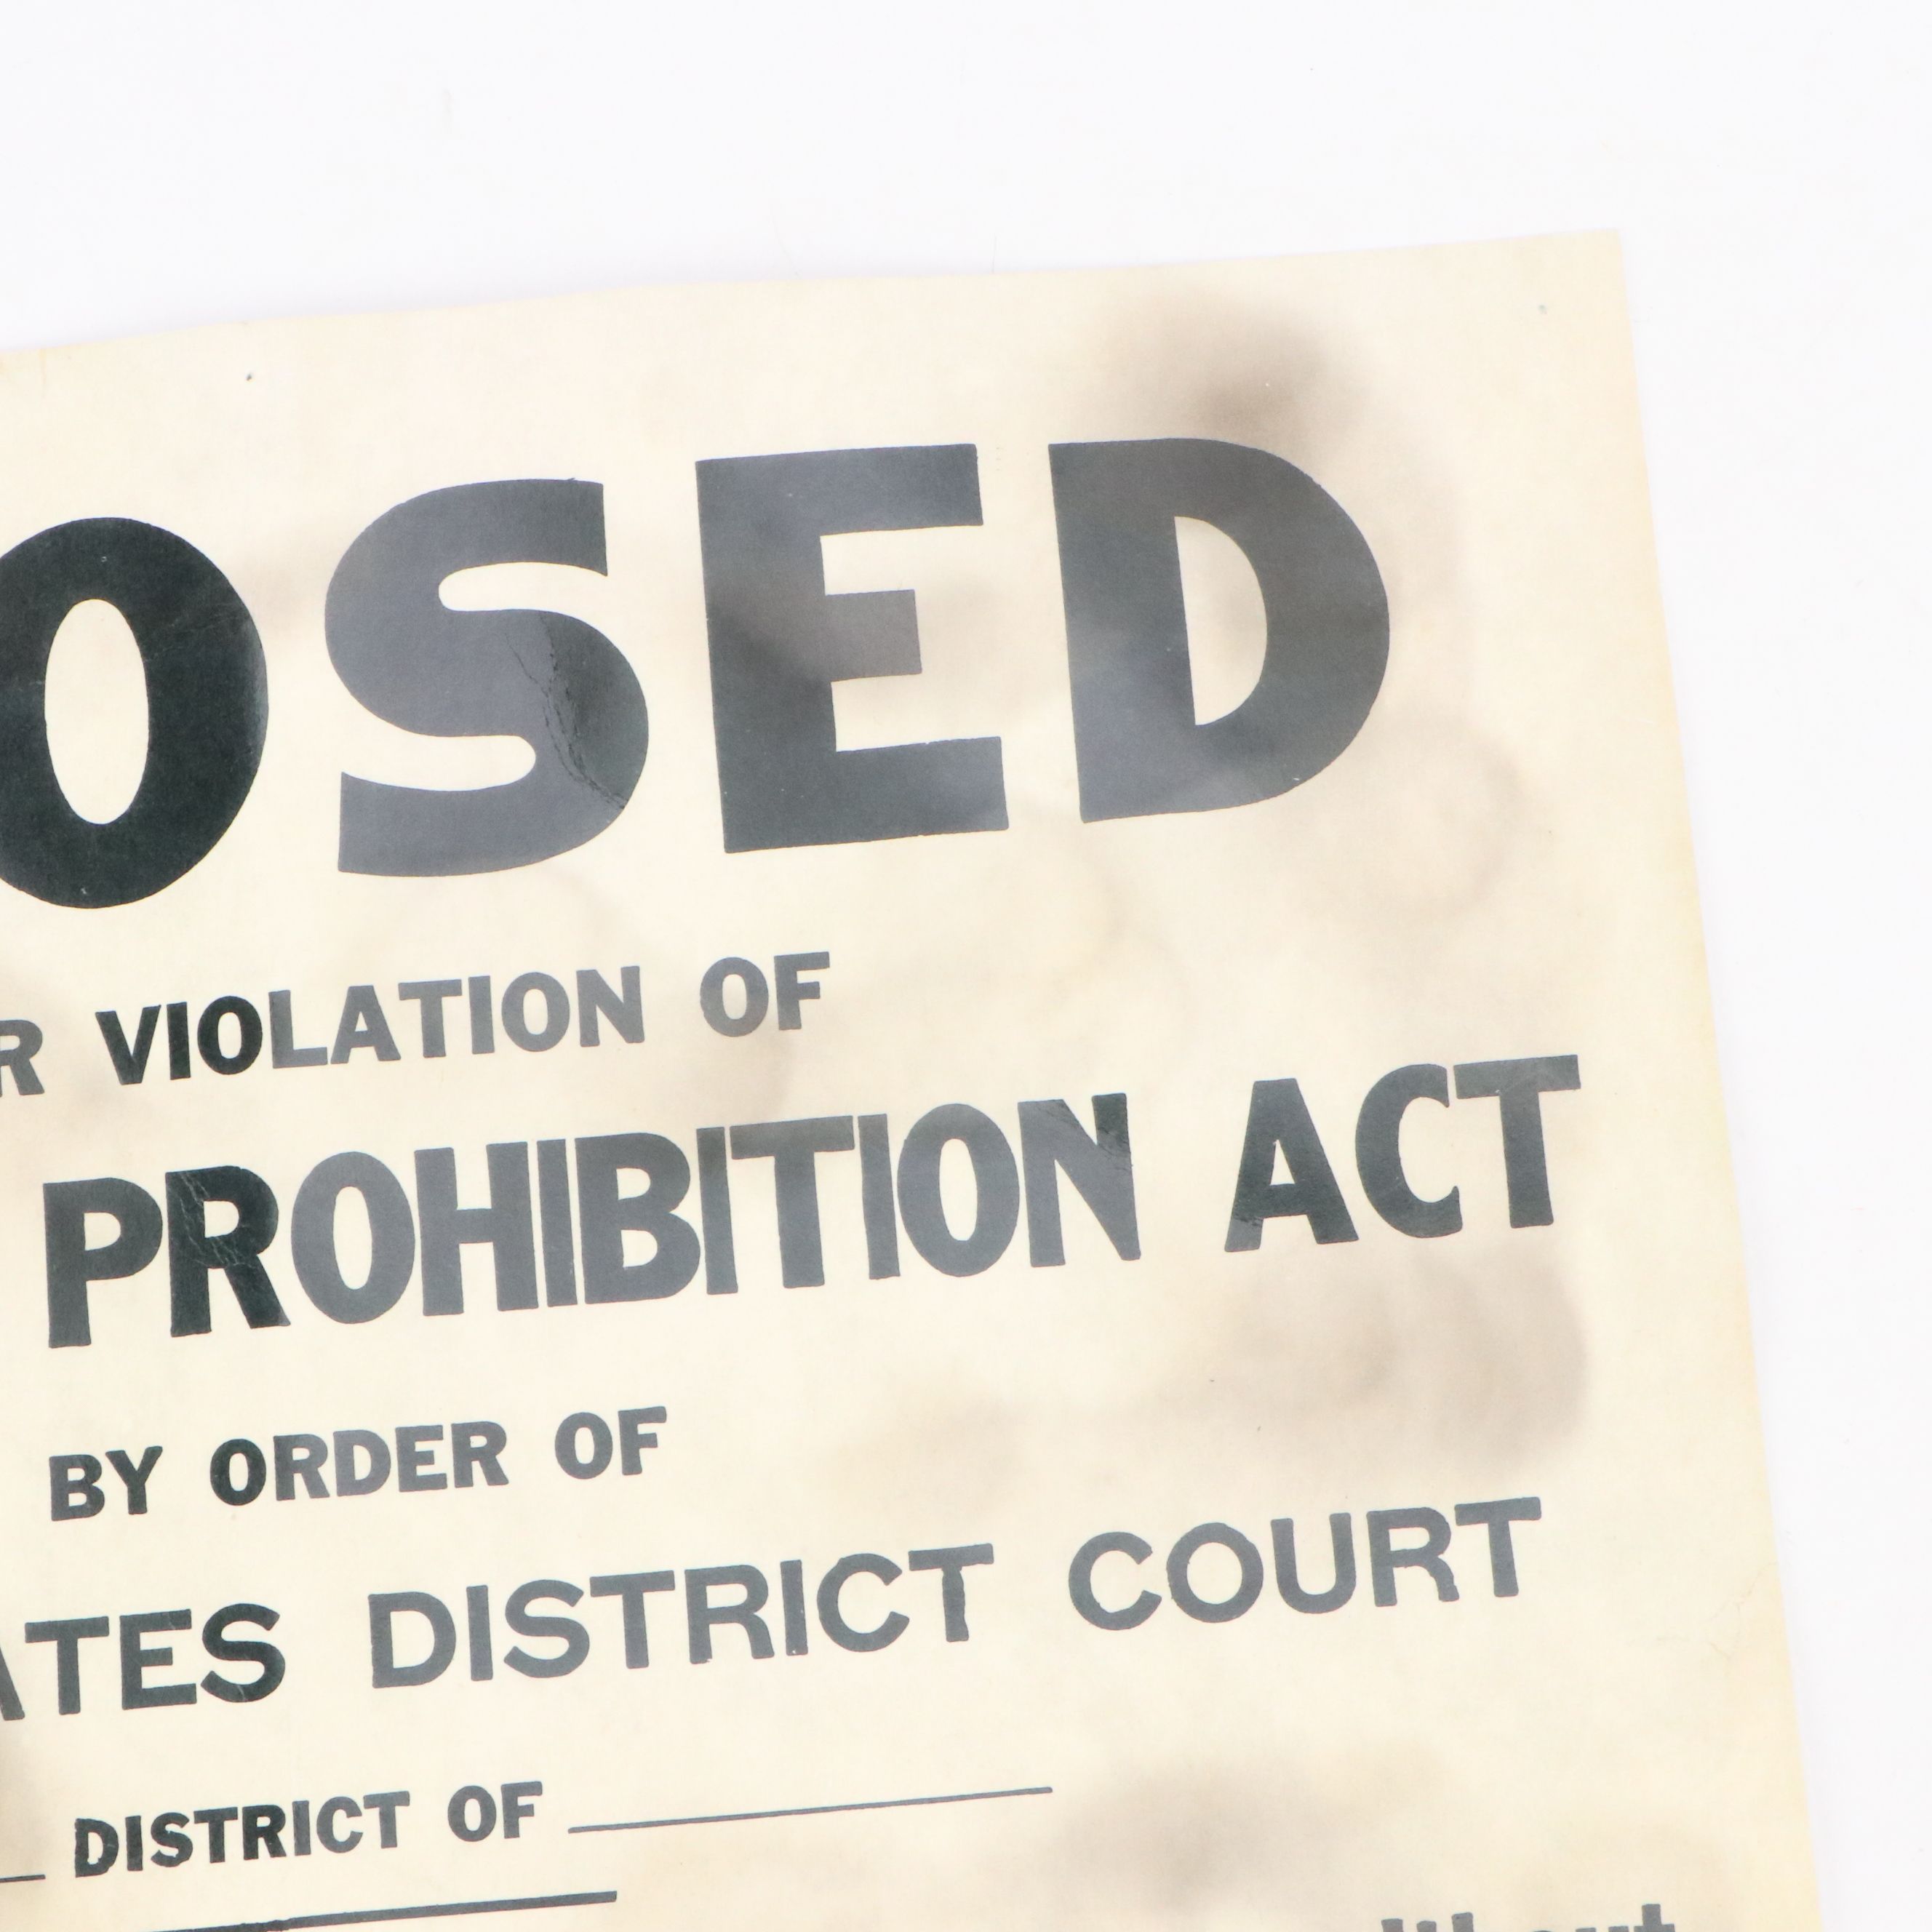 OSED
R VIOLATION OF
PROHIBITION ACT
BY ORDER OF
ATES DISTRICT COURT
DISTRICT OF